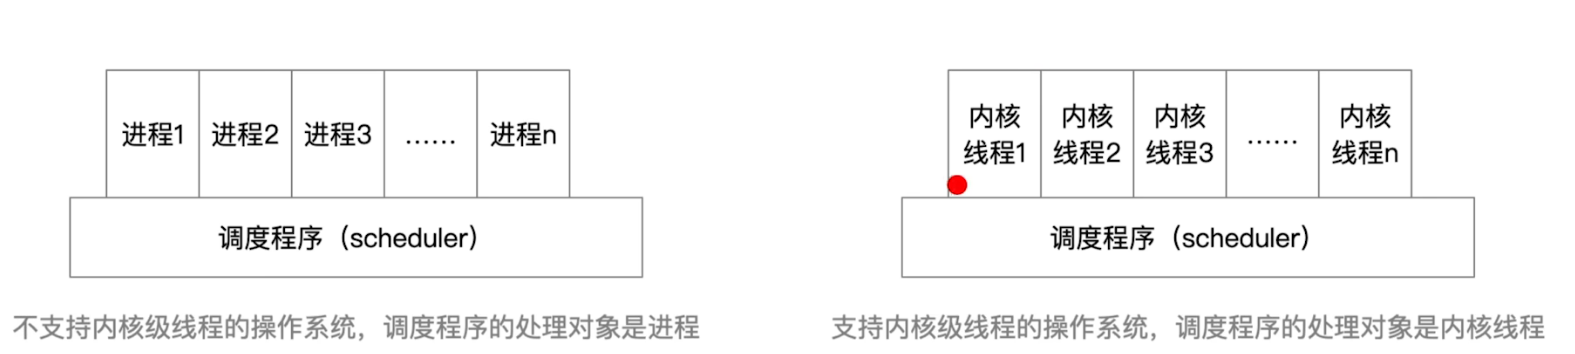 进程1 进程2 进程3 …… 进程n
调度程序（scheduler）
不支持内核级线程的操作系统，调度程序的处理对象是进程
内核线程1 内核线程2 内核线程3 …… 内核线程n
调度程序（scheduler）
支持内核级线程的操作系统，调度程序的处理对象是内核线程